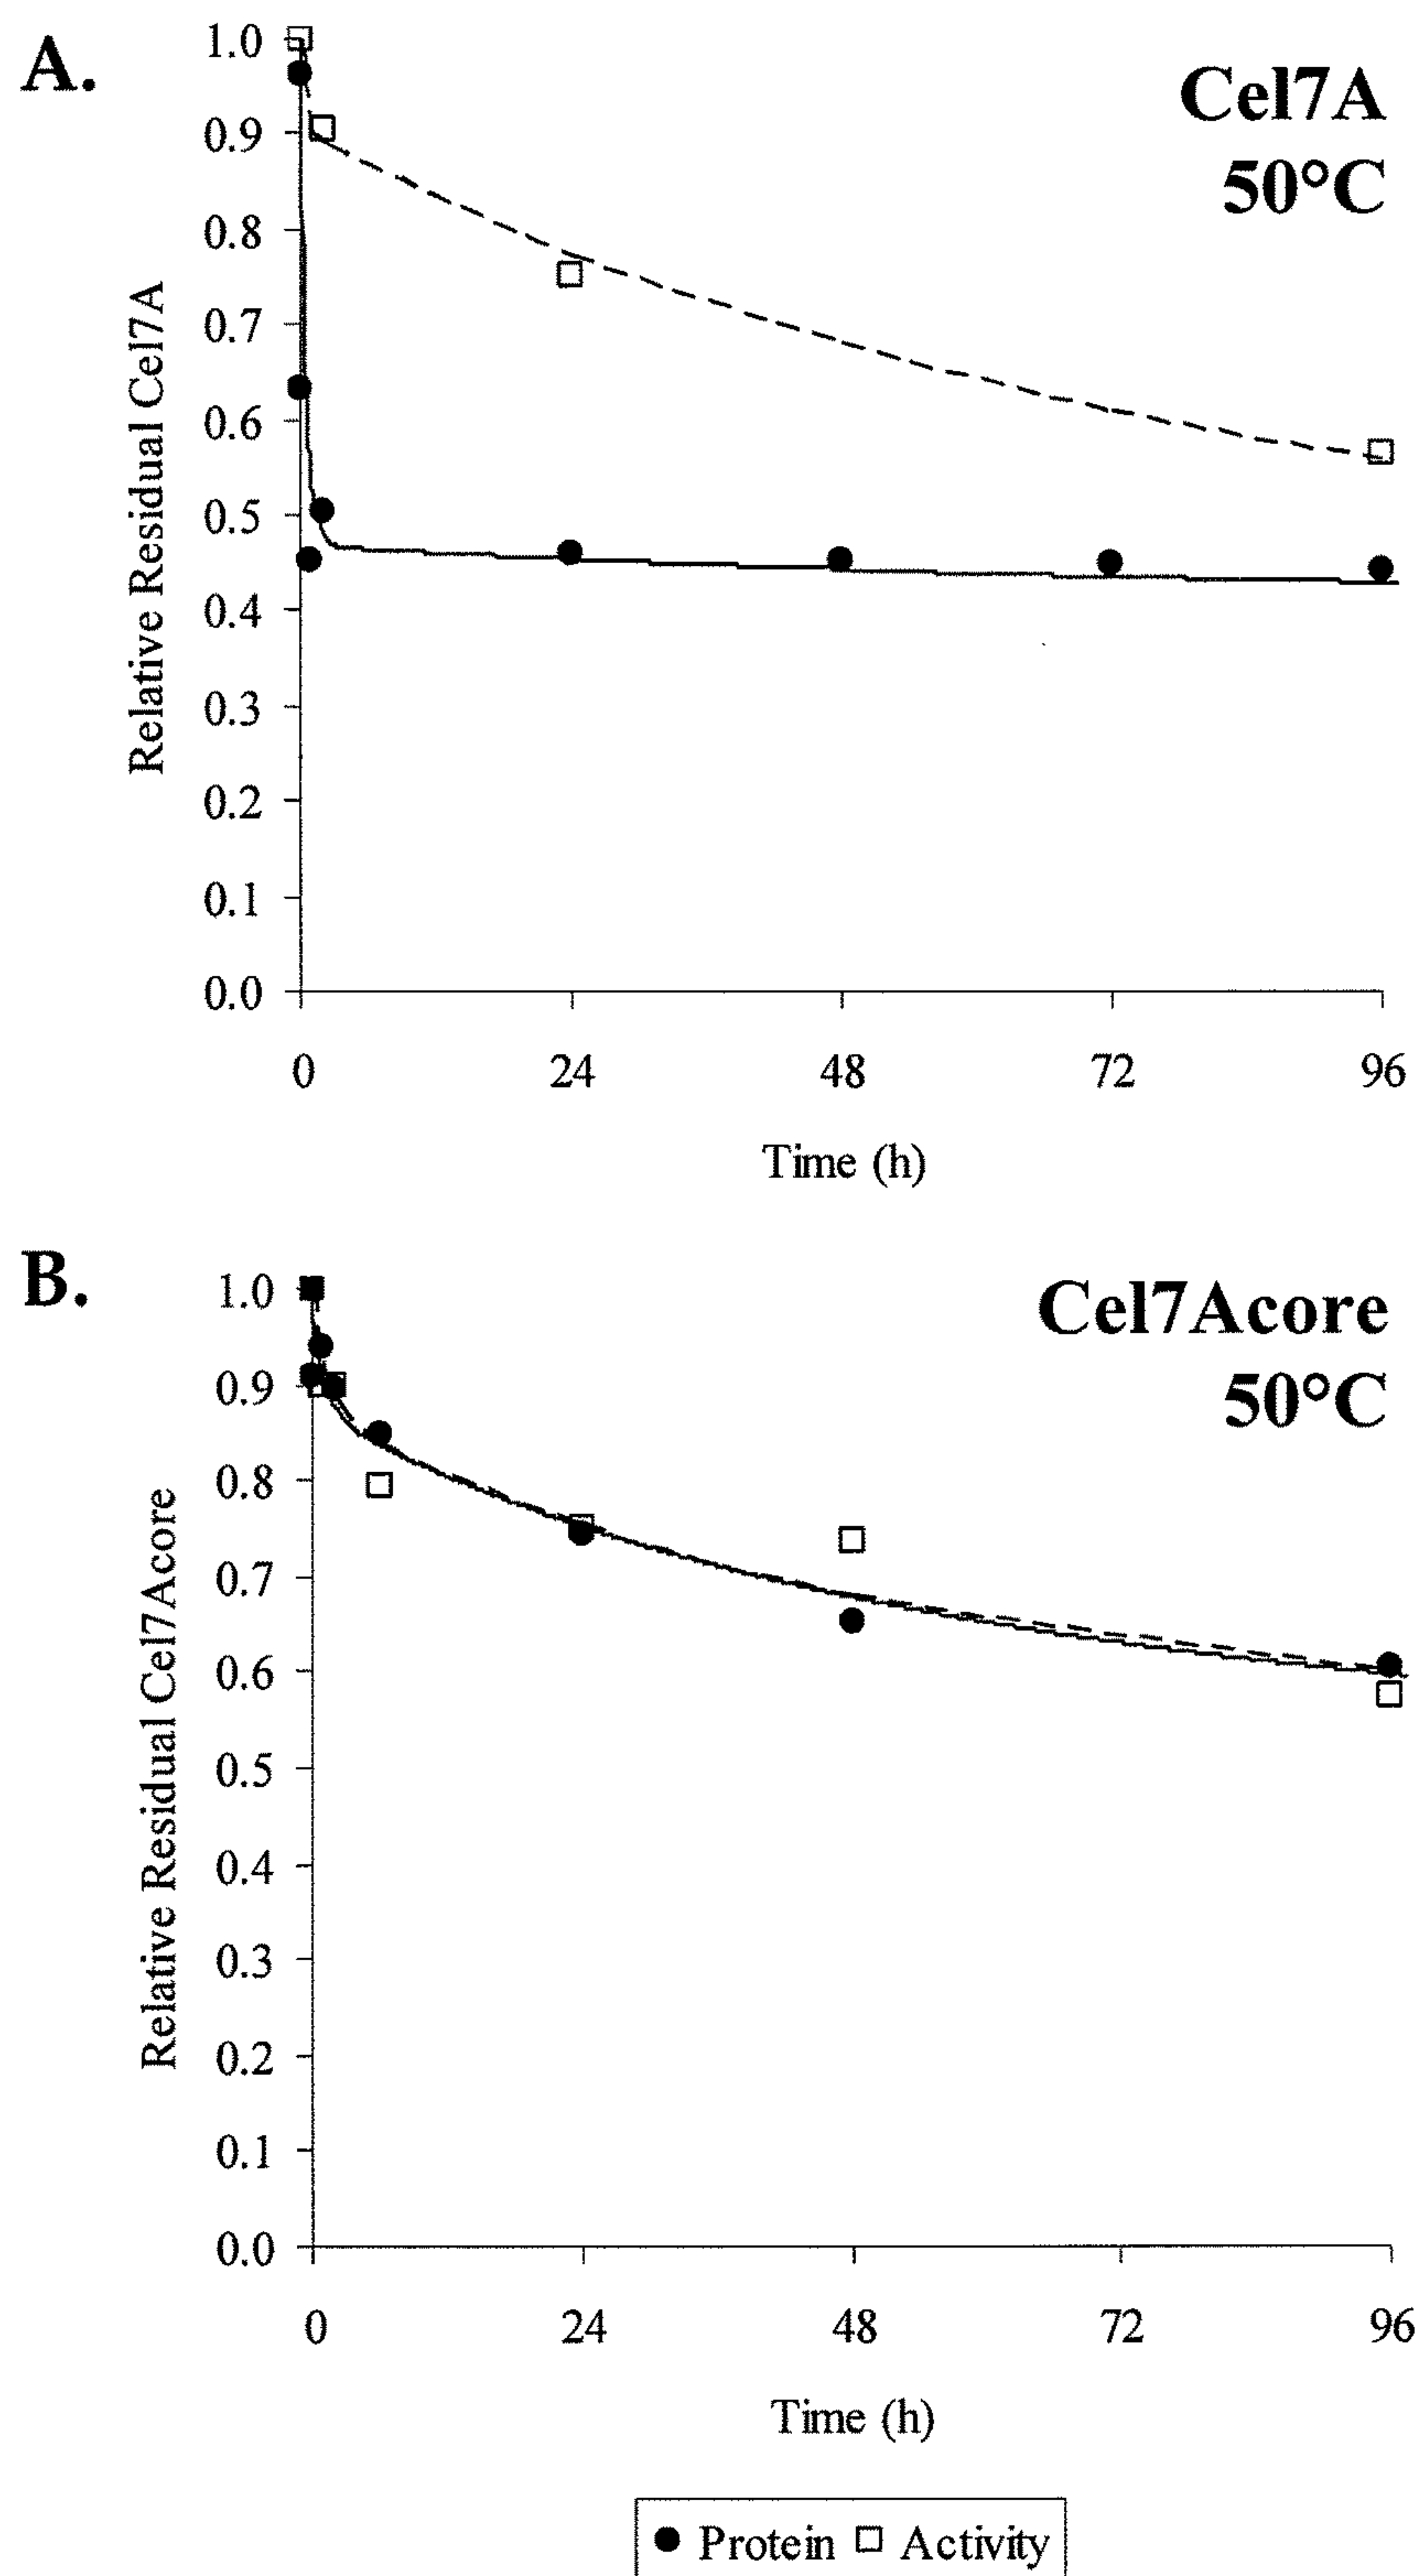 A.
Cel7A
50°C
Relative Residual Cel7A
1.0
0.9
0.8
0.7
0.6
0.5
0.4
0.3
0.2
0.1
0.0
0 24 48 72 96
Time (h)
B.
Cel7Acore
50°C
Relative Residual Cel7Acore
1.0
0.9
0.8
0.7
0.6
0.5
0.4
0.3
0.2
0.1
0.0
0 24 48 72 96
Time (h)
Protein Activity